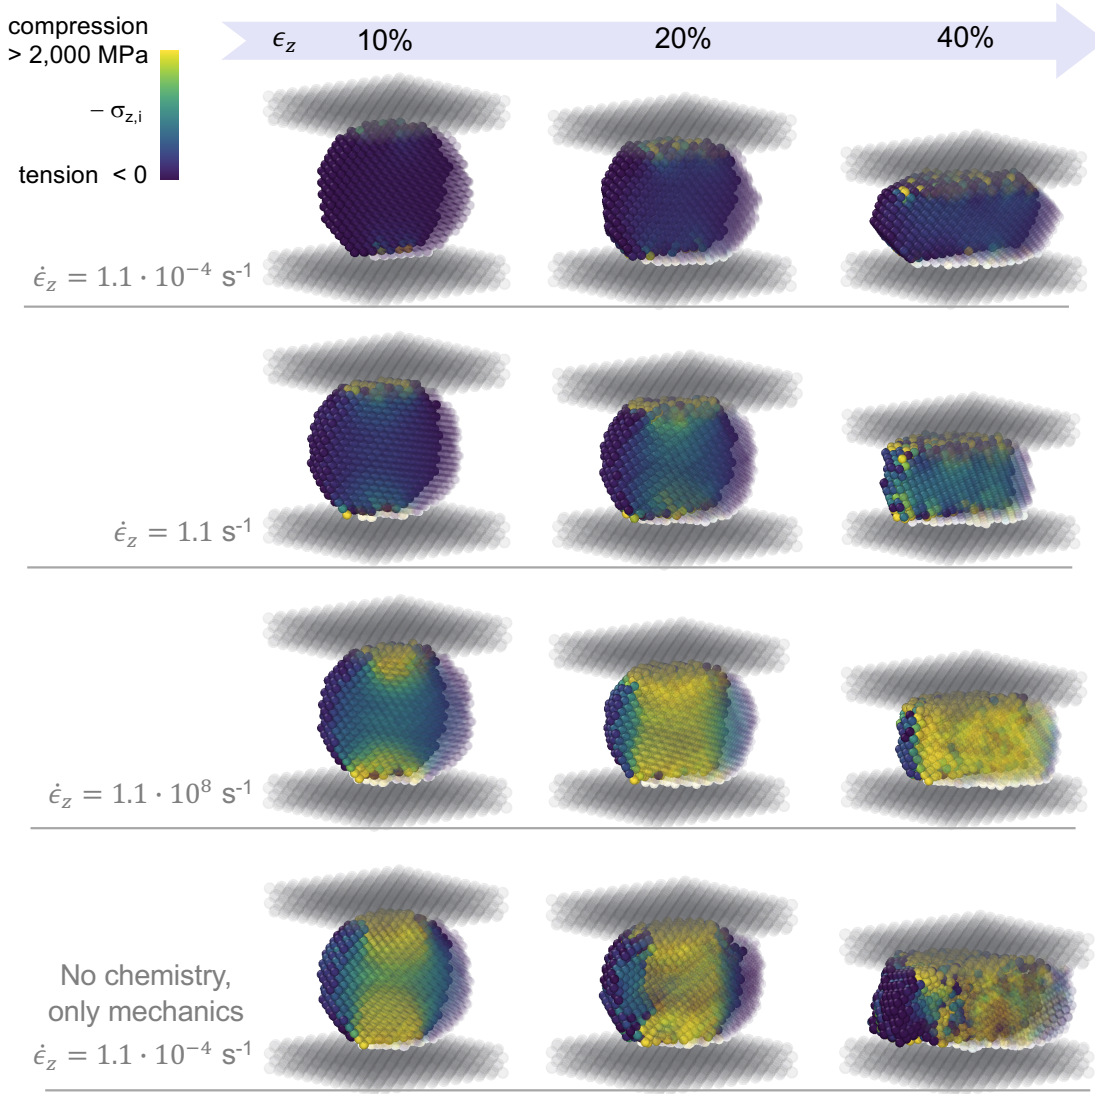 compression
> 2,000 MPa
− σz,i
tension < 0
ϵz 10% 20% 40%
ϵ̇z = 1.1 · 10⁻⁴ s⁻¹
ϵ̇z = 1.1 s⁻¹
ϵ̇z = 1.1 · 10⁸ s⁻¹
No chemistry,
only mechanics
ϵ̇z = 1.1 · 10⁻⁴ s⁻¹